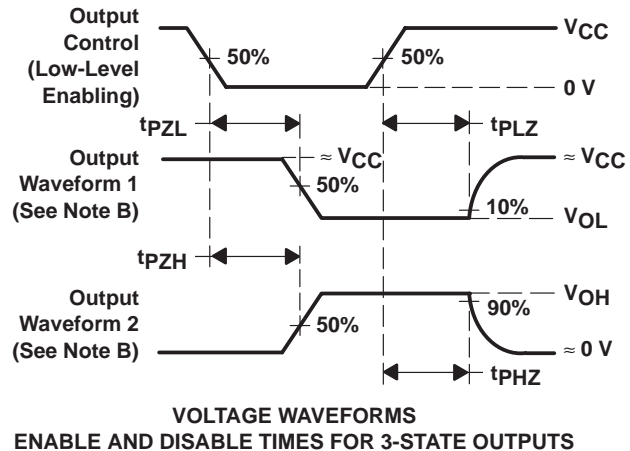 Output
Control
(Low-Level
Enabling)
50%
50%
VCC
0 V
tPZL
tPLZ
Output
Waveform 1
(See Note B)
≈ VCC
50%
≈ VCC
10%
VOL
tPZH
Output
Waveform 2
(See Note B)
50%
VOH
90%
≈ 0 V
tPHZ
VOLTAGE WAVEFORMS
ENABLE AND DISABLE TIMES FOR 3-STATE OUTPUTS